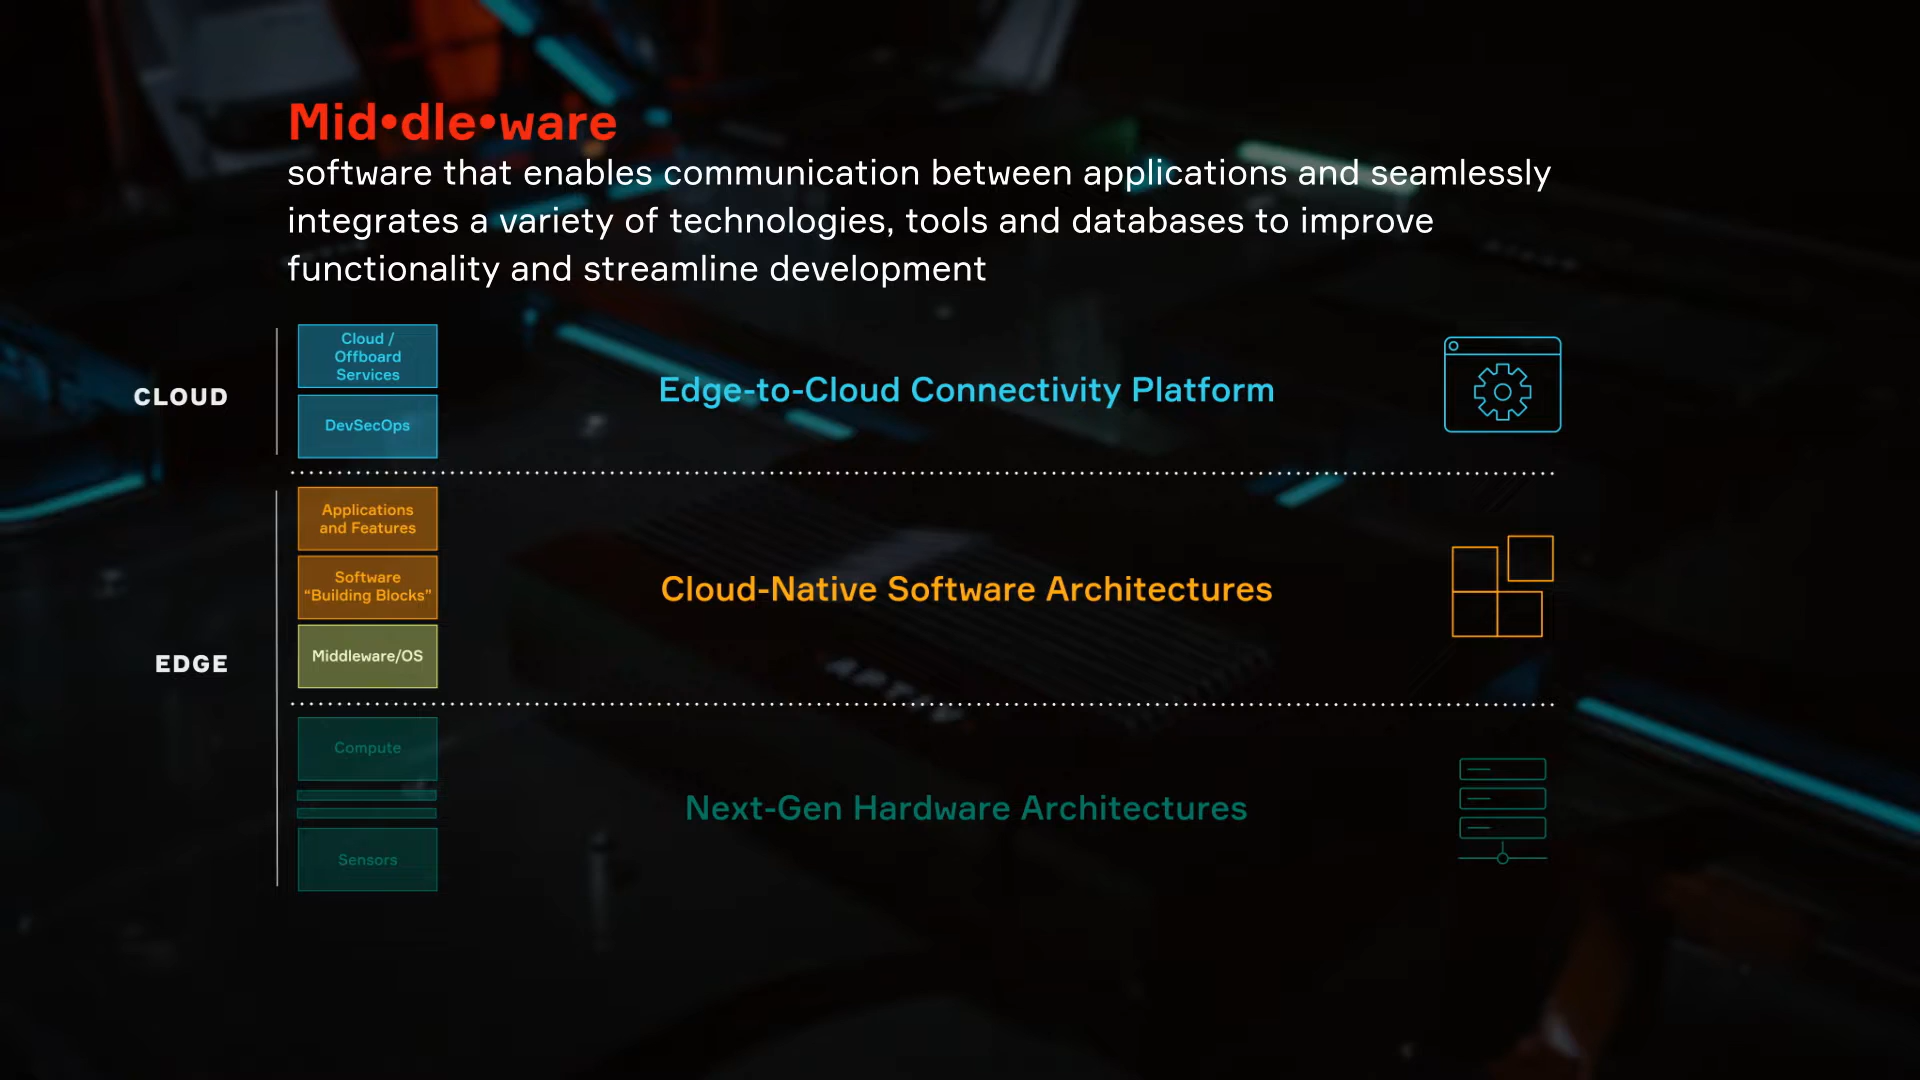 Mid•dle•ware
software that enables communication between applications and seamlessly
integrates a variety of technologies, tools and databases to improve
functionality and streamline development
CLOUD
Cloud /
Offboard
Services
DevSecOps
Edge-to-Cloud Connectivity Platform
EDGE
Applications
and Features
Software
“Building Blocks”
Middleware/OS
Cloud-Native Software Architectures
Compute
Sensors
Next-Gen Hardware Architectures